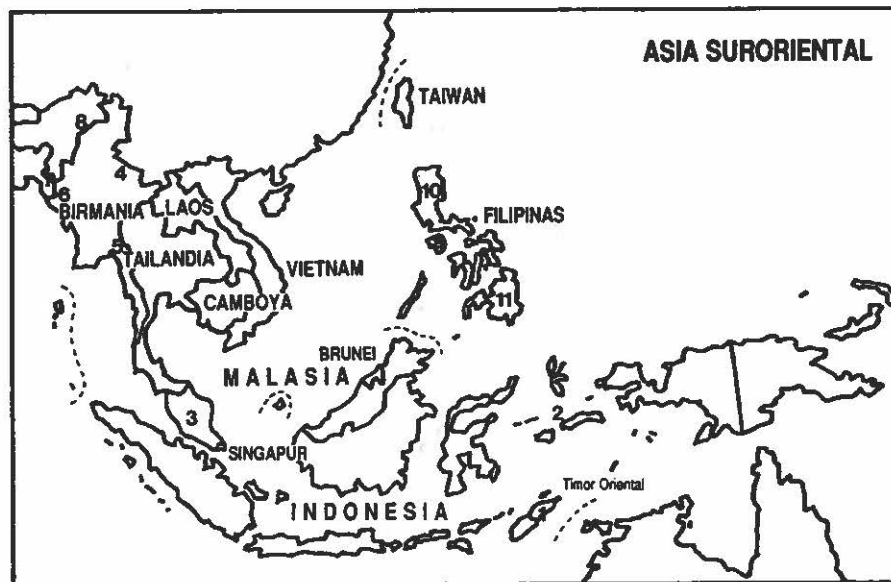 ASIA SURORIENTAL
TAIWAN
8
4
10
6
BIRMANIA
LAOS
FILIPINAS
9
5
TAILANDIA
VIETNAM
11
CAMBOYA
BRUNEI
MALASIA
3
2
SINGAPUR
Timor Oriental
INDONESIA
1